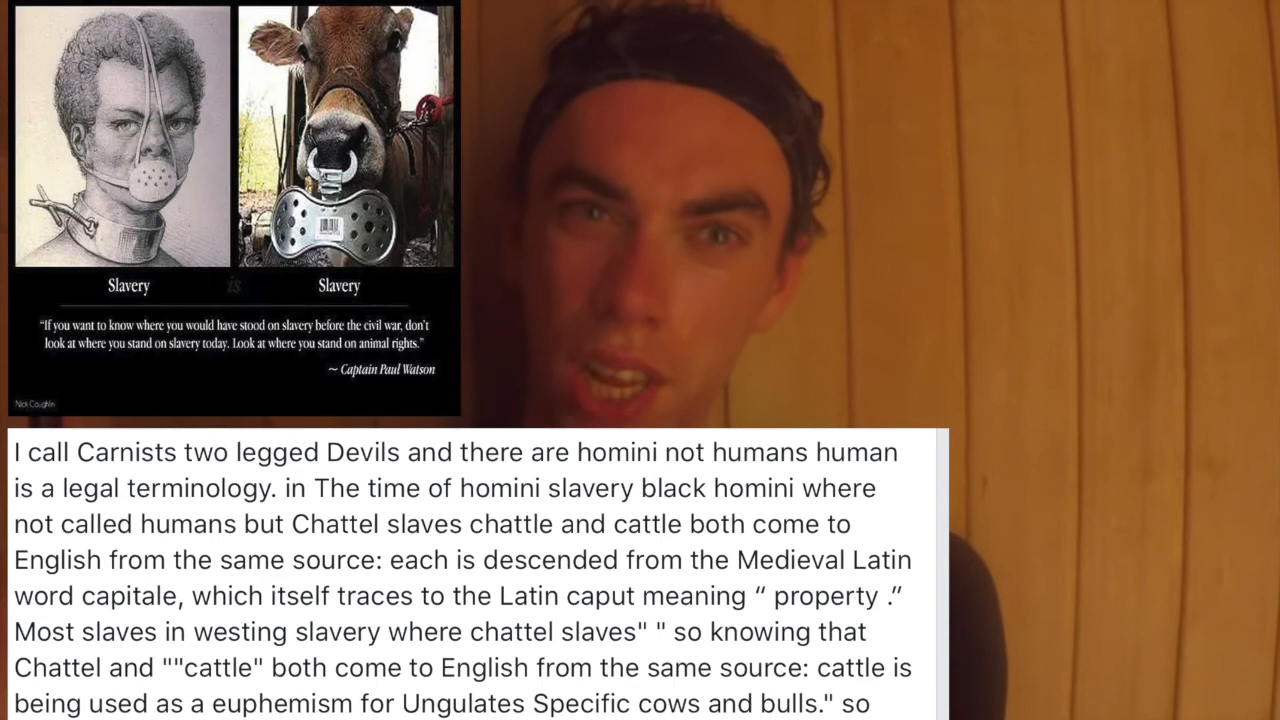 Slavery is Slavery
“If you want to know where you would have stood on slavery before the civil war, don’t
look at where you stand on slavery today. Look at where you stand on animal rights.”
~ Captain Paul Watson
Nick Coughlin
I call Carnists two legged Devils and there are homini not humans human
is a legal terminology. in The time of homini slavery black homini where
not called humans but Chattel slaves chattle and cattle both come to
English from the same source: each is descended from the Medieval Latin
word capitale, which itself traces to the Latin caput meaning “ property .”
Most slaves in westing slavery where chattel slaves" " so knowing that
Chattel and ""cattle" both come to English from the same source: cattle is
being used as a euphemism for Ungulates Specific cows and bulls." so